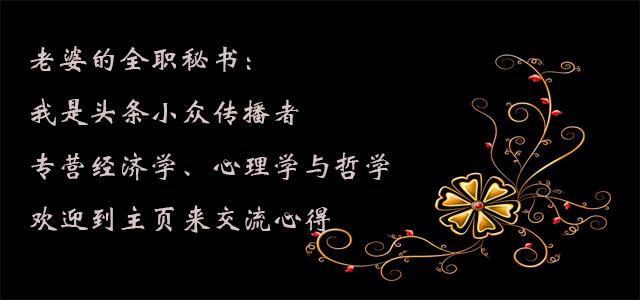 老婆的全职秘书：
我是头条小众传播者
专营经济学、心理学与哲学
欢迎到主页来交流心得